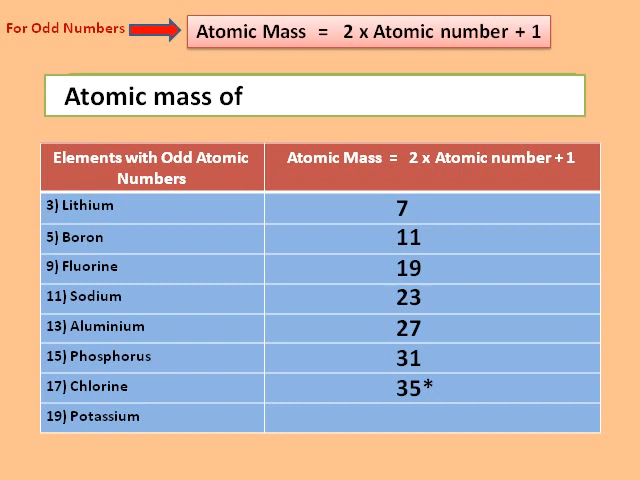 For Odd Numbers
Atomic Mass = 2 x Atomic number + 1
Atomic mass of
Elements with Odd Atomic Numbers
Atomic Mass = 2 x Atomic number + 1
3) Lithium 7
5) Boron 11
9) Fluorine 19
11) Sodium 23
13) Aluminium 27
15) Phosphorus 31
17) Chlorine 35*
19) Potassium